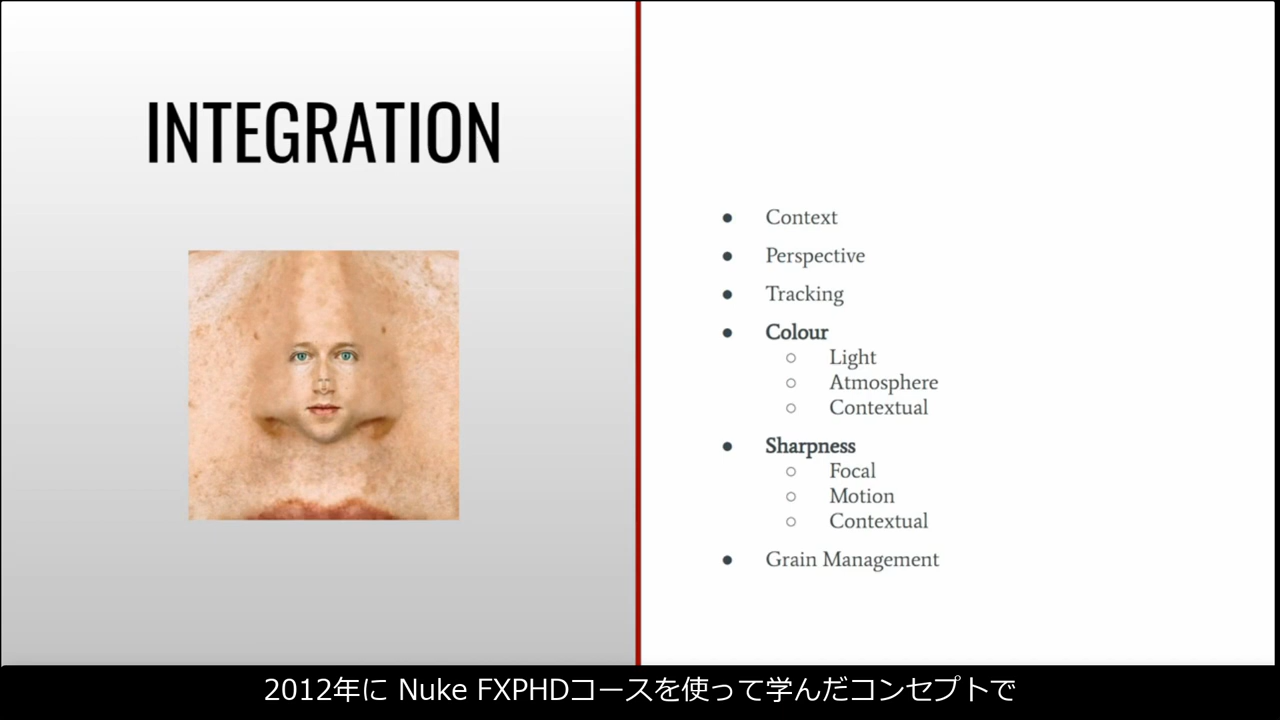 INTEGRATION
● Context
● Perspective
● Tracking
● Colour
○ Light
○ Atmosphere
○ Contextual
● Sharpness
○ Focal
○ Motion
○ Contextual
● Grain Management
2012年に Nuke FXPHDコースを使って学んだコンセプトで